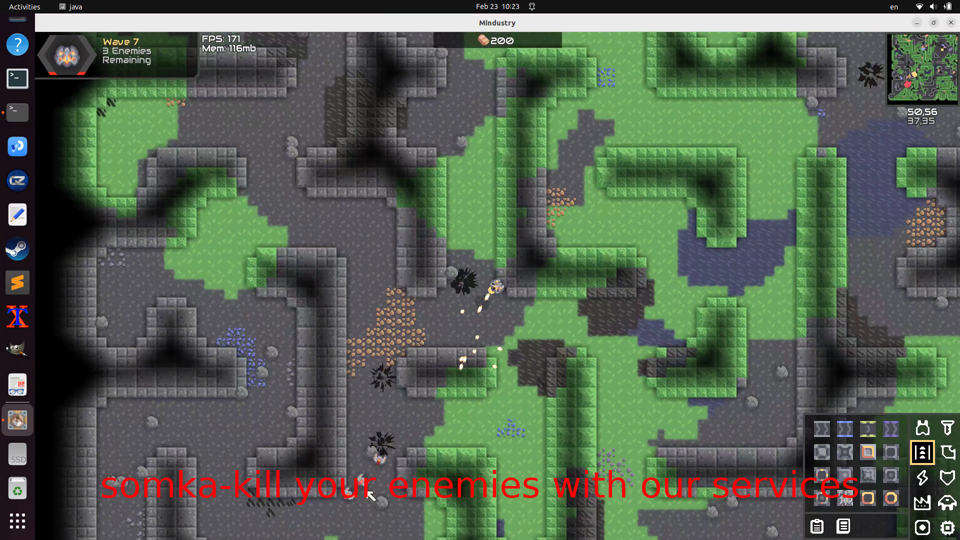 Activities
java
Feb 23 10:23
en
Mindustry
Wave 7
3 Enemies
Remaining
FPS: 171
Mem: 116mb
200
50,56
37,35
SSD
somka-kill your enemies with our services